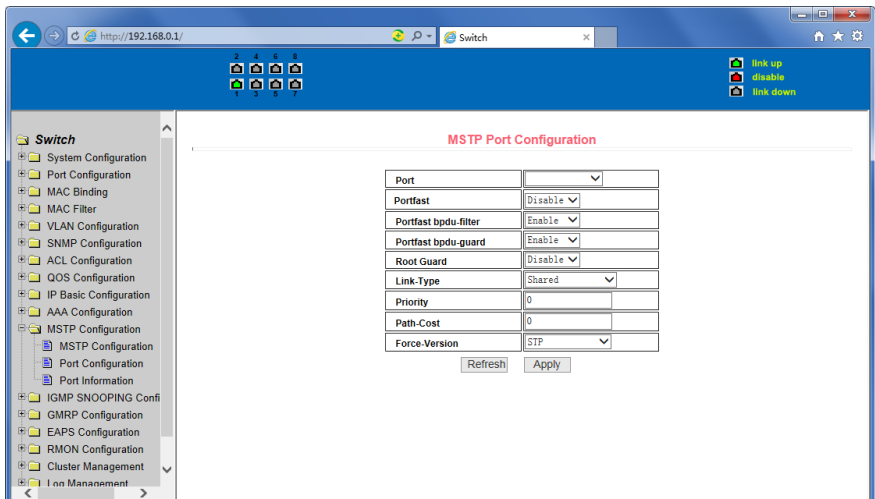 http://192.168.0.1/
Switch
2 4 6 8
1 3 5 7
link up
disable
link down
Switch
System Configuration
Port Configuration
MAC Binding
MAC Filter
VLAN Configuration
SNMP Configuration
ACL Configuration
QOS Configuration
IP Basic Configuration
AAA Configuration
MSTP Configuration
MSTP Configuration
Port Configuration
Port Information
IGMP SNOOPING Confi
GMRP Configuration
EAPS Configuration
RMON Configuration
Cluster Management
Log Management
MSTP Port Configuration
Port
Portfast Disable
Portfast bpdu-filter Enable
Portfast bpdu-guard Enable
Root Guard Disable
Link-Type Shared
Priority 0
Path-Cost 0
Force-Version STP
Refresh Apply